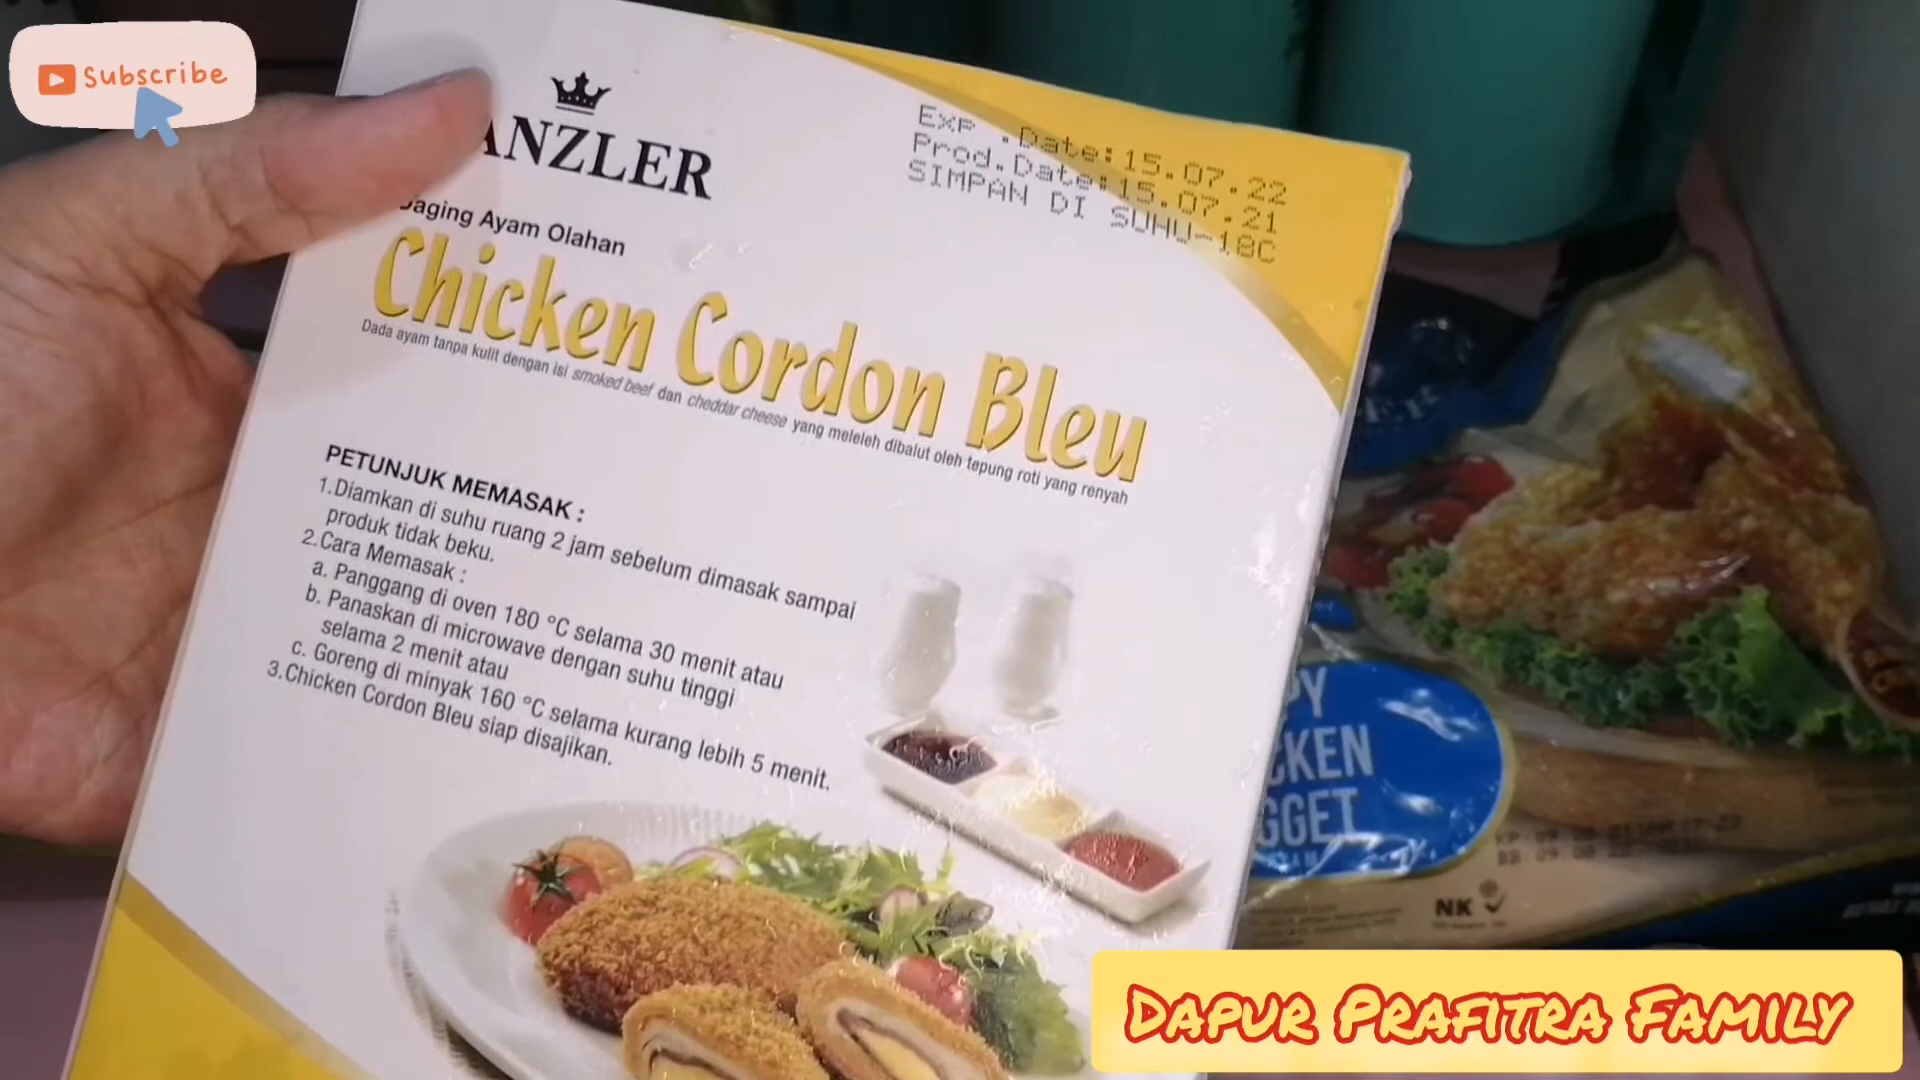 Subscribe
ANZLER
Exp .Date:15.07.22
Prod.Date:15.07.21
SIMPAN DI SUHU-18C
Daging Ayam Olahan
Chicken Cordon Bleu
Dada ayam tanpa kulit dengan isi smoked beef dan cheddar cheese yang meleleh dibalut oleh tepung roti yang renyah
PETUNJUK MEMASAK :
1.Diamkan di suhu ruang 2 jam sebelum dimasak sampai
produk tidak beku.
2.Cara Memasak :
a. Panggang di oven 180 °C selama 30 menit atau
b. Panaskan di microwave dengan suhu tinggi
selama 2 menit atau
c. Goreng di minyak 160 °C selama kurang lebih 5 menit.
3.Chicken Cordon Bleu siap disajikan.
PY
CKEN
GGET
NK
Dapur Prafitra Family